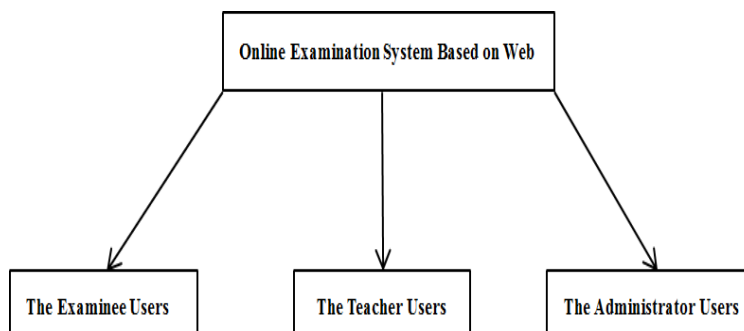 Online Examination System Based on Web
The Examinee Users
The Teacher Users
The Administrator Users